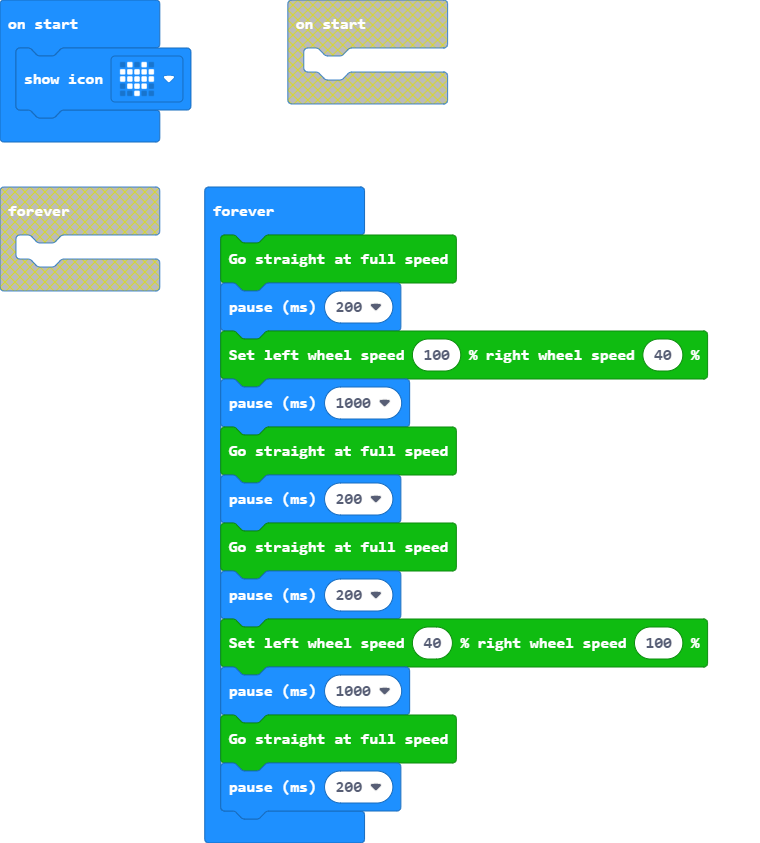 on start
show icon
on start
forever
forever
Go straight at full speed
pause (ms) 200
Set left wheel speed 100 % right wheel speed 40 %
pause (ms) 1000
Go straight at full speed
pause (ms) 200
Go straight at full speed
pause (ms) 200
Set left wheel speed 40 % right wheel speed 100 %
pause (ms) 1000
Go straight at full speed
pause (ms) 200